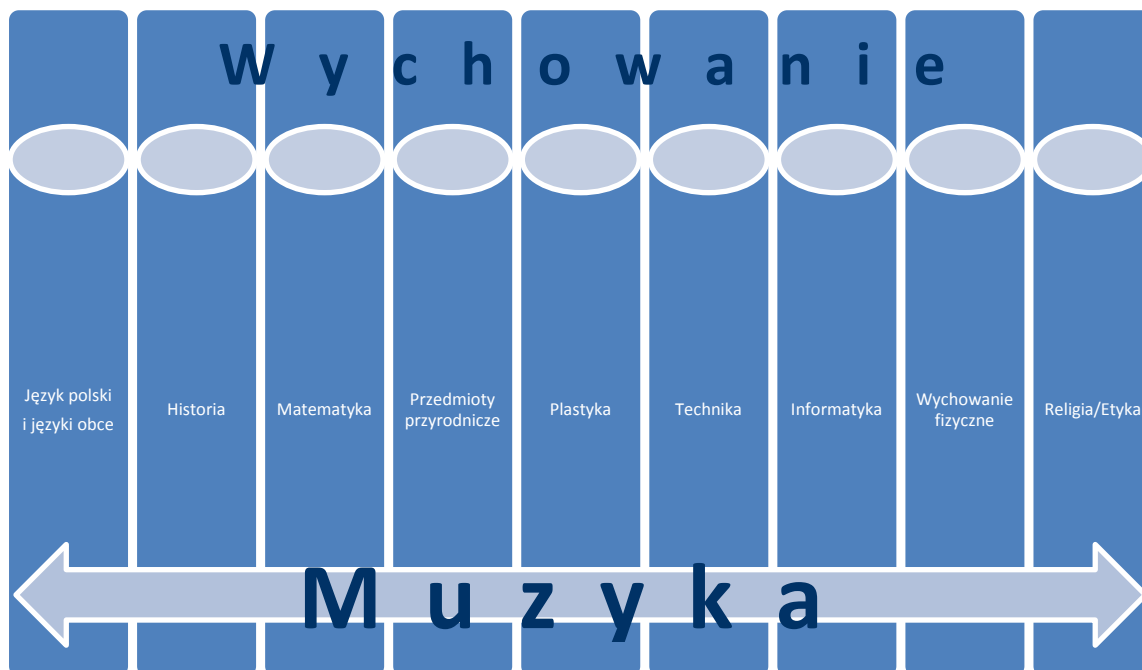 W y c h o w a n i e
Język polski
i języki obce
Historia
Matematyka
Przedmioty
przyrodnicze
Plastyka
Technika
Informatyka
Wychowanie
fizyczne
Religia/Etyka
M u z y k a